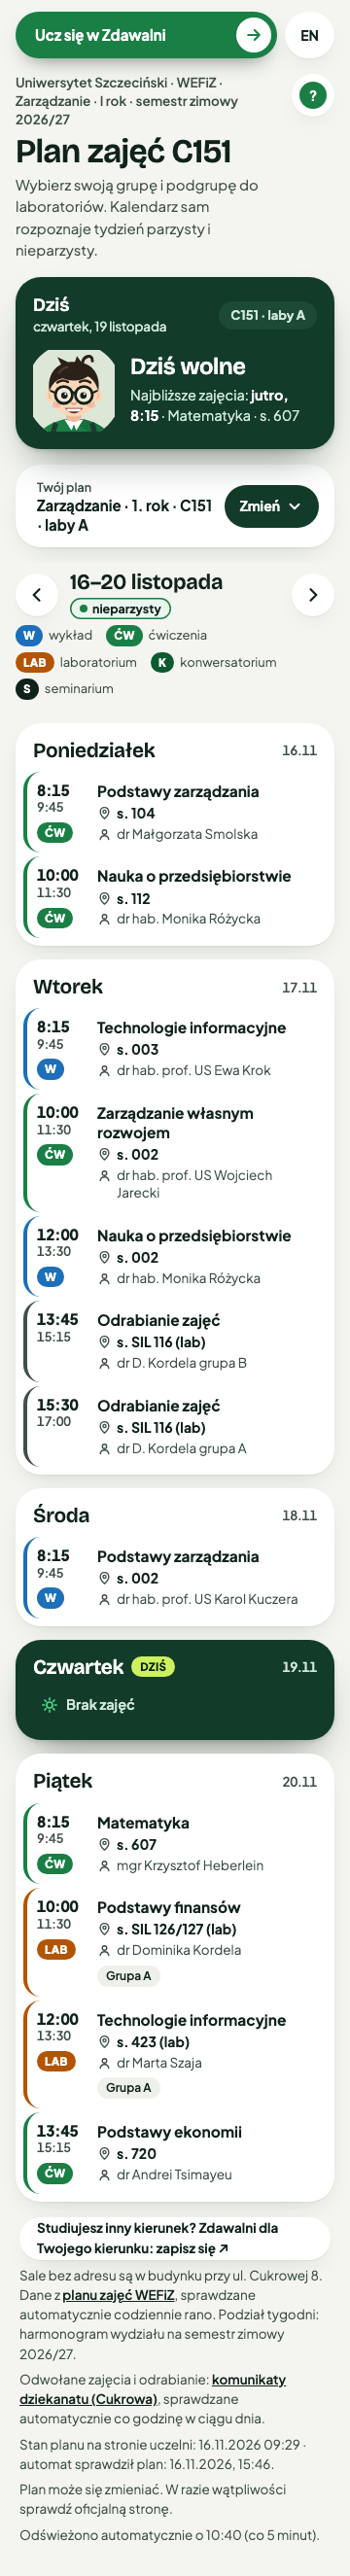 Ucz się w Zdawalni
EN
Uniwersytet Szczeciński · WEFiZ ·
Zarządzanie · I rok · semestr zimowy
2026/27
?
Plan zajęć C151
Wybierz swoją grupę i podgrupę do
laboratoriów. Kalendarz sam
rozpoznaje tydzień parzysty i
nieparzysty.
Dziś
czwartek, 19 listopada
C151 · laby A
Dziś wolne
Najbliższe zajęcia: jutro,
8:15 · Matematyka · s. 607
Twój plan
Zarządzanie · 1. rok · C151
· laby A
Zmień
16–20 listopada
nieparzysty
W wykład ĆW ćwiczenia
LAB laboratorium K konwersatorium
S seminarium
Poniedziałek 16.11
8:15 Podstawy zarządzania
9:45 s. 104
ĆW dr Małgorzata Smolska
10:00 Nauka o przedsiębiorstwie
11:30 s. 112
ĆW dr hab. Monika Różycka
Wtorek 17.11
8:15 Technologie informacyjne
9:45 s. 003
W dr hab. prof. US Ewa Krok
10:00 Zarządzanie własnym
11:30 rozwojem
ĆW s. 002
dr hab. prof. US Wojciech
Jarecki
12:00 Nauka o przedsiębiorstwie
13:30 s. 002
W dr hab. Monika Różycka
13:45 Odrabianie zajęć
15:15 s. SIL 116 (lab)
dr D. Kordela grupa B
15:30 Odrabianie zajęć
17:00 s. SIL 116 (lab)
dr D. Kordela grupa A
Środa 18.11
8:15 Podstawy zarządzania
9:45 s. 002
W dr hab. prof. US Karol Kuczera
Czwartek DZIŚ 19.11
Brak zajęć
Piątek 20.11
8:15 Matematyka
9:45 s. 607
ĆW mgr Krzysztof Heberlein
10:00 Podstawy finansów
11:30 s. SIL 126/127 (lab)
LAB dr Dominika Kordela
Grupa A
12:00 Technologie informacyjne
13:30 s. 423 (lab)
LAB dr Marta Szaja
Grupa A
13:45 Podstawy ekonomii
15:15 s. 720
ĆW dr Andrei Tsimayeu
Studiujesz inny kierunek? Zdawalni dla
Twojego kierunku: zapisz się ↗
Sale bez adresu są w budynku przy ul. Cukrowej 8.
Dane z planu zajęć WEFiZ, sprawdzane
automatycznie codziennie rano. Podział tygodni:
harmonogram wydziału na semestr zimowy
2026/27.
Odwołane zajęcia i odrabianie: komunikaty
dziekanatu (Cukrowa), sprawdzane
automatycznie co godzinę w ciągu dnia.
Stan planu na stronie uczelni: 16.11.2026 09:29 ·
automat sprawdził plan: 16.11.2026, 15:46.
Plan może się zmieniać. W razie wątpliwości
sprawdź oficjalną stronę.
Odświeżono automatycznie o 10:40 (co 5 minut).